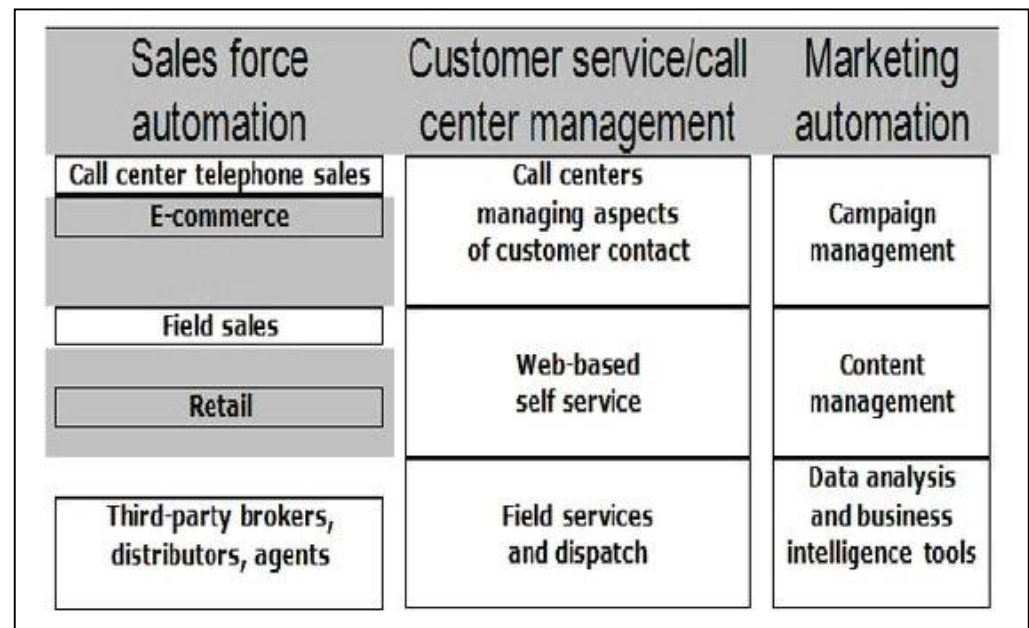 Sales force
automation
Customer service/call
center management
Marketing
automation
Call center telephone sales
E-commerce
Field sales
Retail
Third-party brokers,
distributors, agents
Call centers
managing aspects
of customer contact
Web-based
self service
Field services
and dispatch
Campaign
management
Content
management
Data analysis
and business
intelligence tools